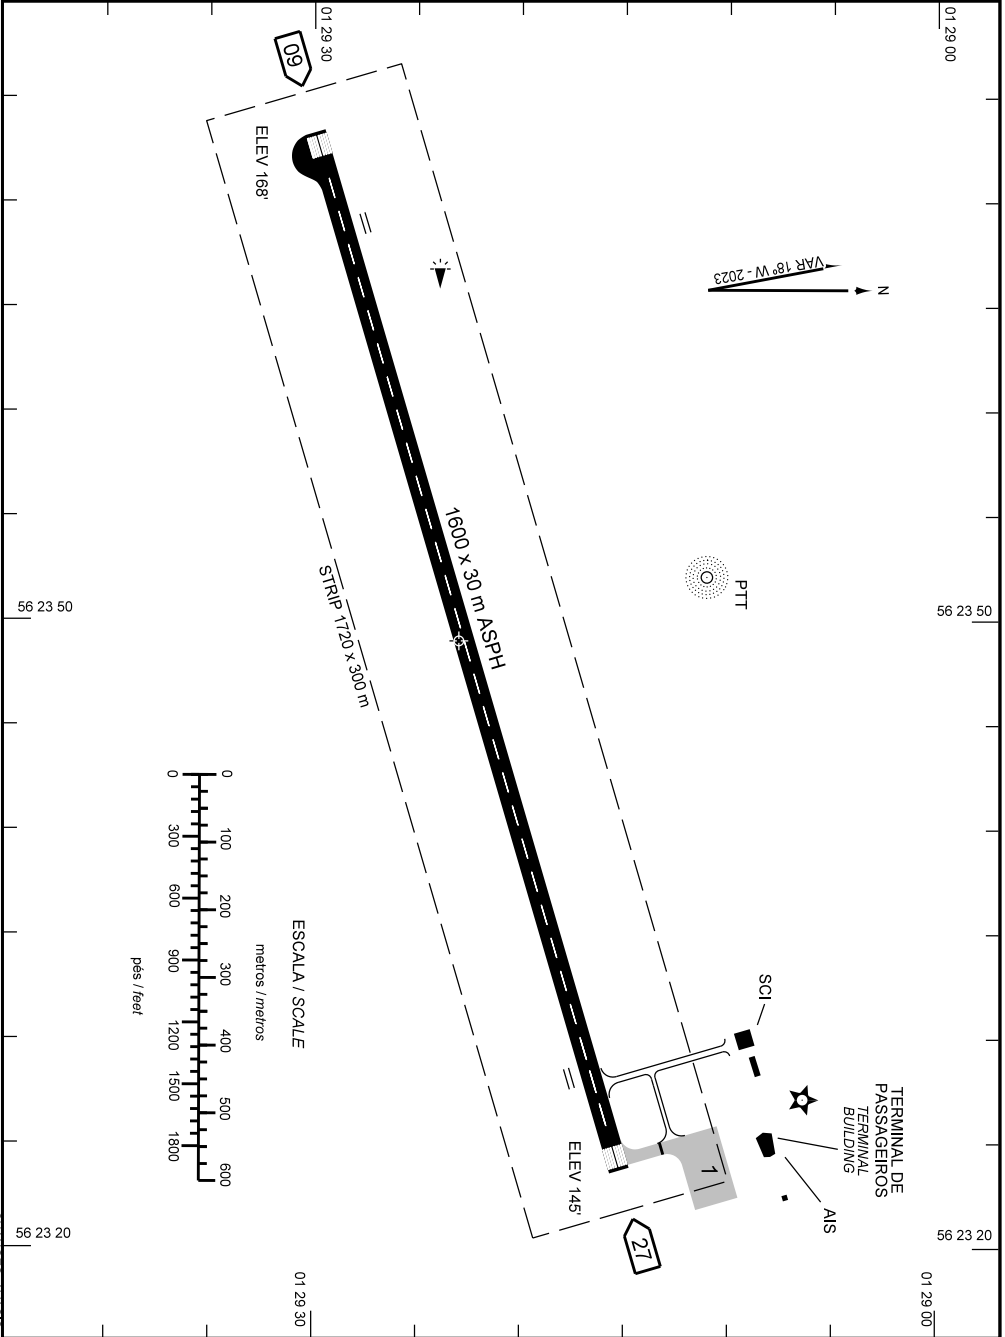 01 29 30
01 29 00
09
ELEV 168'
VAR 18° W - 2023
N
1600 x 30 m ASPH
STRIP 1720 x 300 m
PTT
56 23 50
56 23 50
0 100 200 300 400 500 600
0 300 600 900 1200 1500 1800
metros / metros
pés / feet
ESCALA / SCALE
SCI
TERMINAL DE
PASSAGEIROS
TERMINAL
BUILDING
AIS
1
ELEV 145'
27
56 23 20
56 23 20
01 29 30
01 29 00